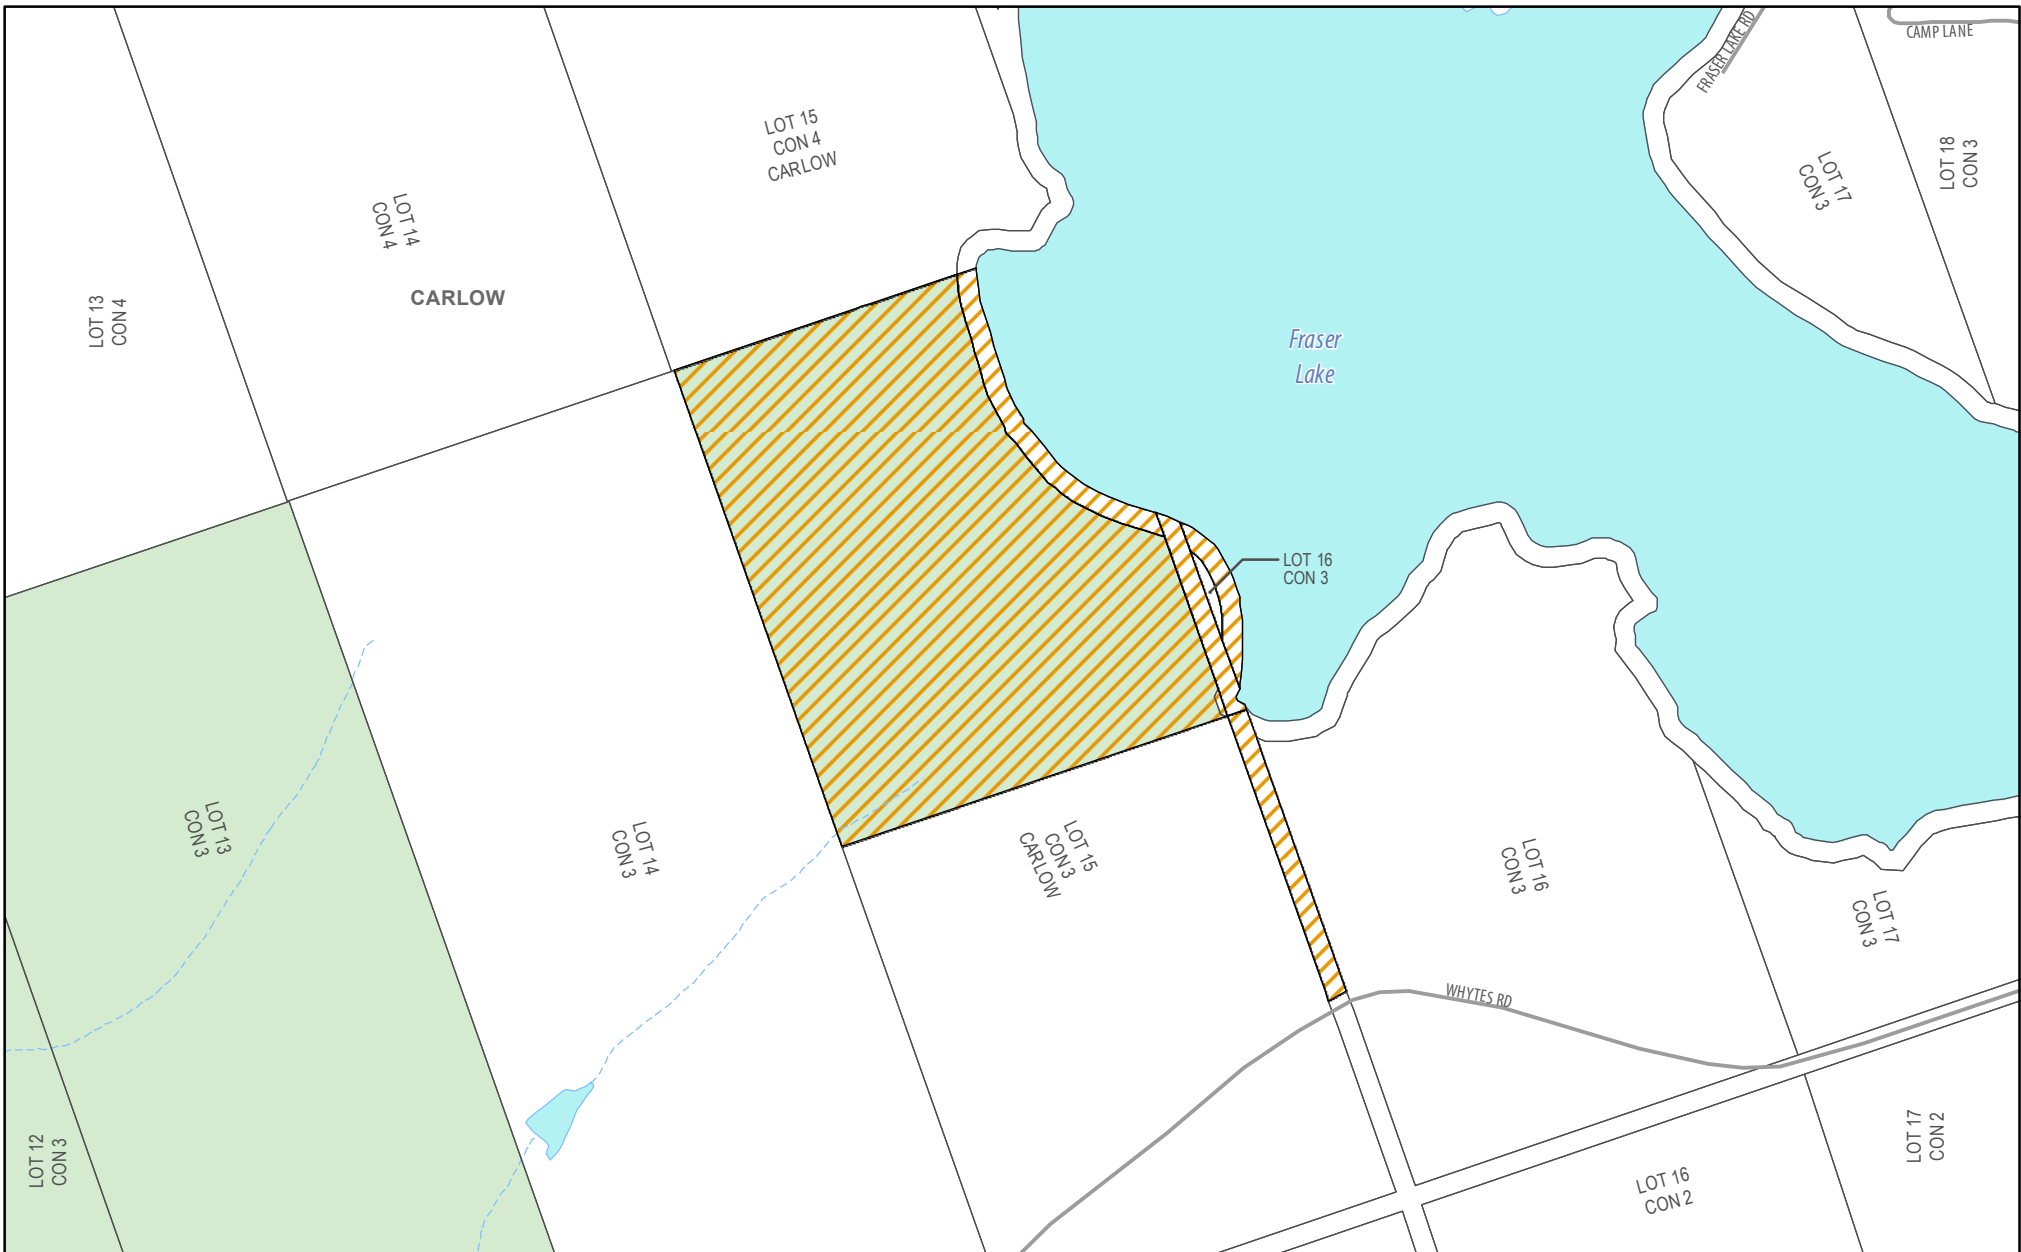 CAMP LANE
FRASER LAKE RD
LOT 15
CON 4
CARLOW
LOT 18
CON 3
LOT 17
CON 3
LOT 14
CON 4
CARLOW
LOT 13
CON 4
Fraser
Lake
LOT 16
CON 3
LOT 13
CON 3
LOT 14
CON 3
LOT 15
CON 3
CARLOW
LOT 16
CON 3
LOT 17
CON 3
WHYTES RD
LOT 12
CON 3
LOT 17
CON 2
LOT 16
CON 2